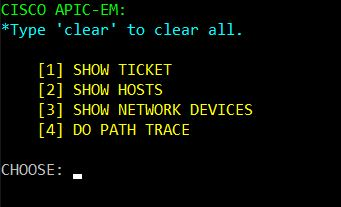 CISCO APIC-EM:
*Type 'clear' to clear all.
[1] SHOW TICKET
[2] SHOW HOSTS
[3] SHOW NETWORK DEVICES
[4] DO PATH TRACE
CHOOSE: